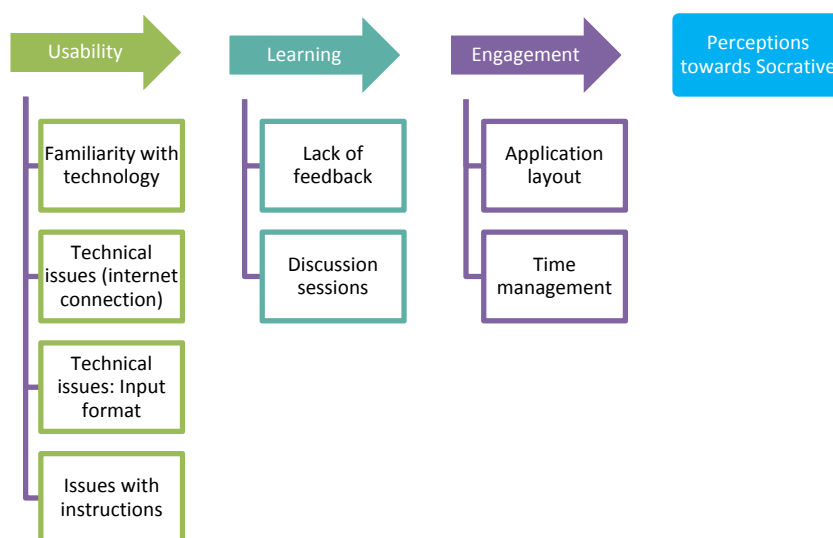 Usability
Learning
Engagement
Perceptions
towards Socrative
Familiarity with
technology
Technical
issues (internet
connection)
Technical
issues: Input
format
Issues with
instructions
Lack of
feedback
Discussion
sessions
Application
layout
Time
management